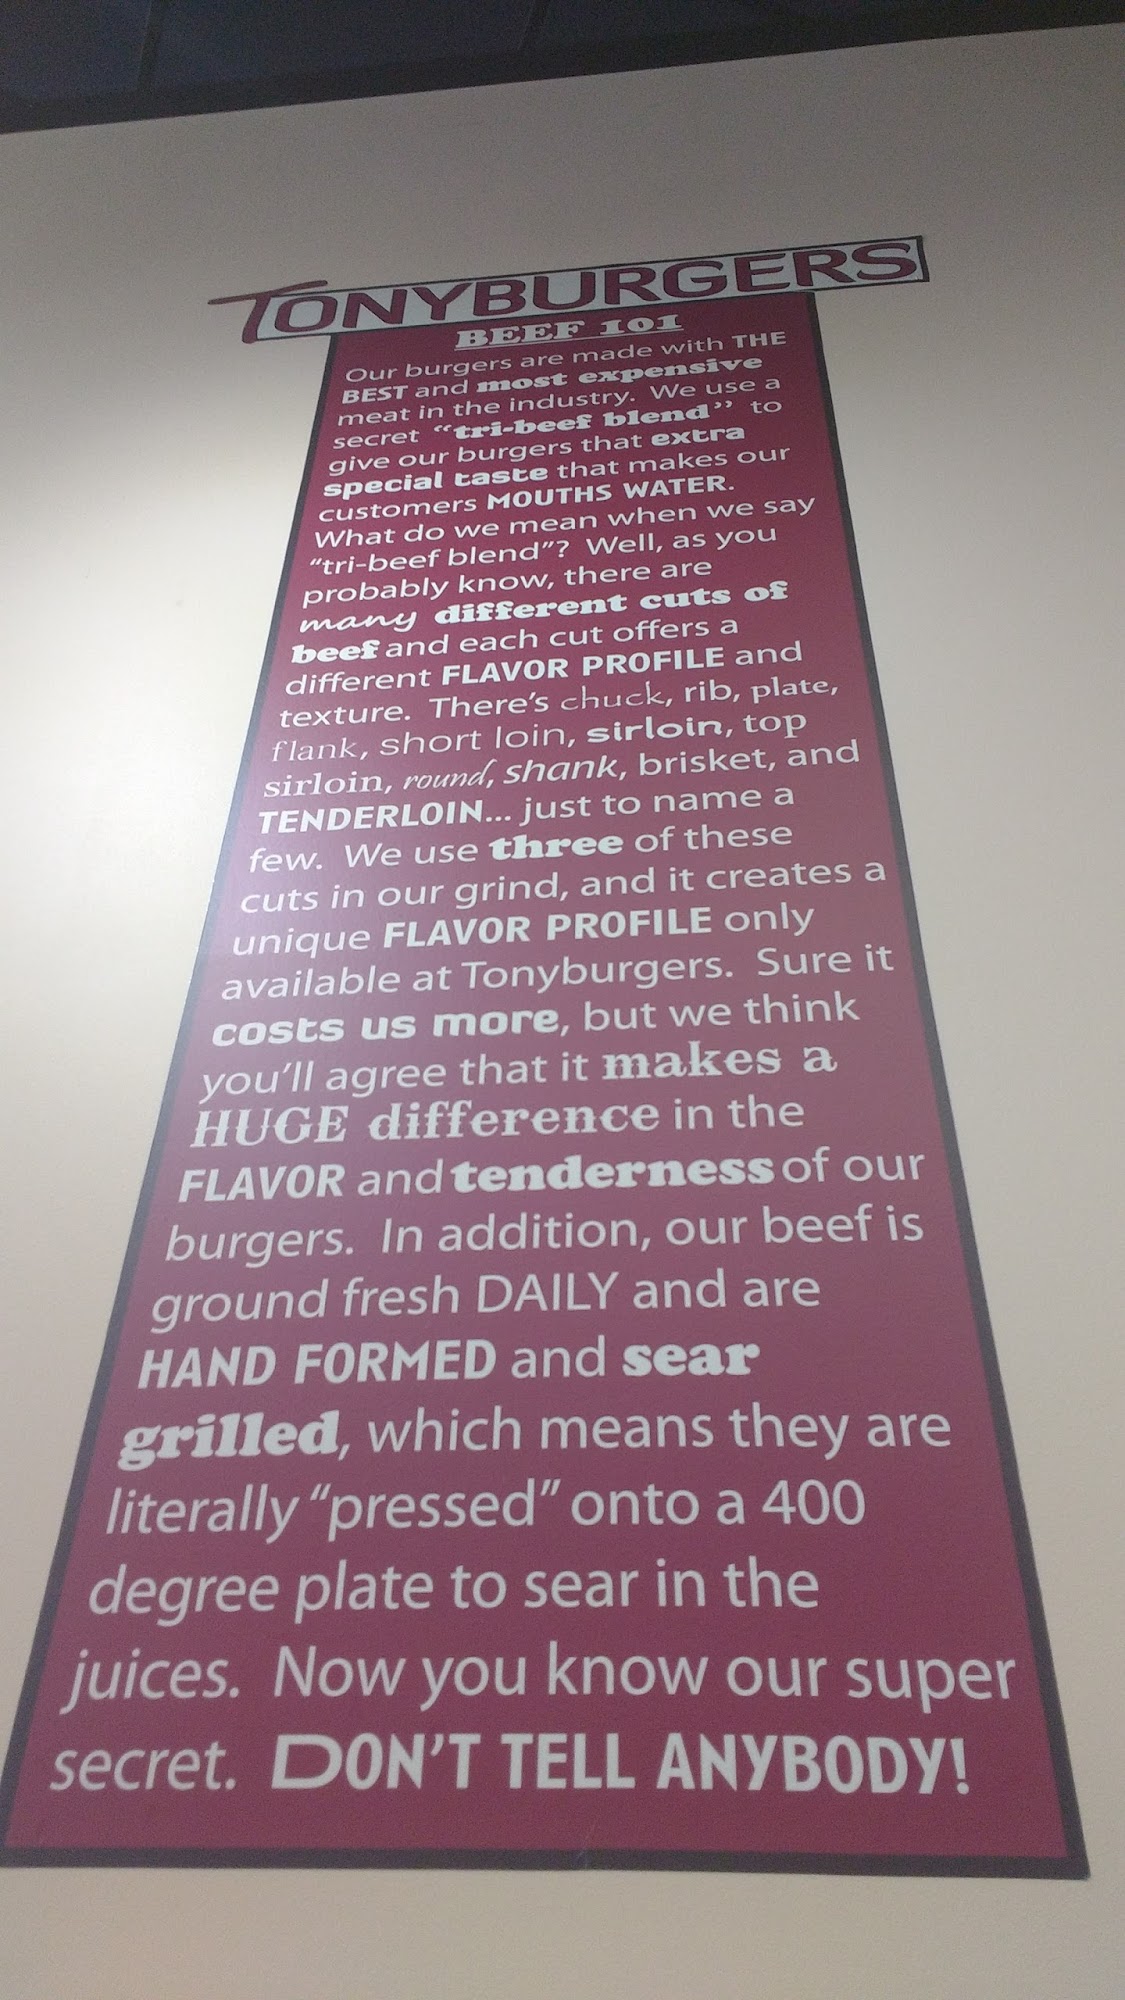 TONYBURGERS
BEEF 101
Our burgers are made with THE
BEST and most expensive
meat in the industry. We use a
secret "tri-beef blend" to
give our burgers that extra
special taste that makes our
customers MOUTHS WATER.
What do we mean when we say
"tri-beef blend"? Well, as you
probably know, there are
many different cuts of
beef and each cut offers a
different FLAVOR PROFILE and
texture. There's chuck, rib, plate,
flank, short loin, sirloin, top
sirloin, round, shank, brisket, and
TENDERLOIN... just to name a
few. We use three of these
cuts in our grind, and it creates a
unique FLAVOR PROFILE only
available at Tonyburgers. Sure it
costs us more, but we think
you'll agree that it makes a
HUGE difference in the
FLAVOR and tenderness of our
burgers. In addition, our beef is
ground fresh DAILY and are
HAND FORMED and sear
grilled, which means they are
literally "pressed" onto a 400
degree plate to sear in the
juices. Now you know our super
secret. DON'T TELL ANYBODY!